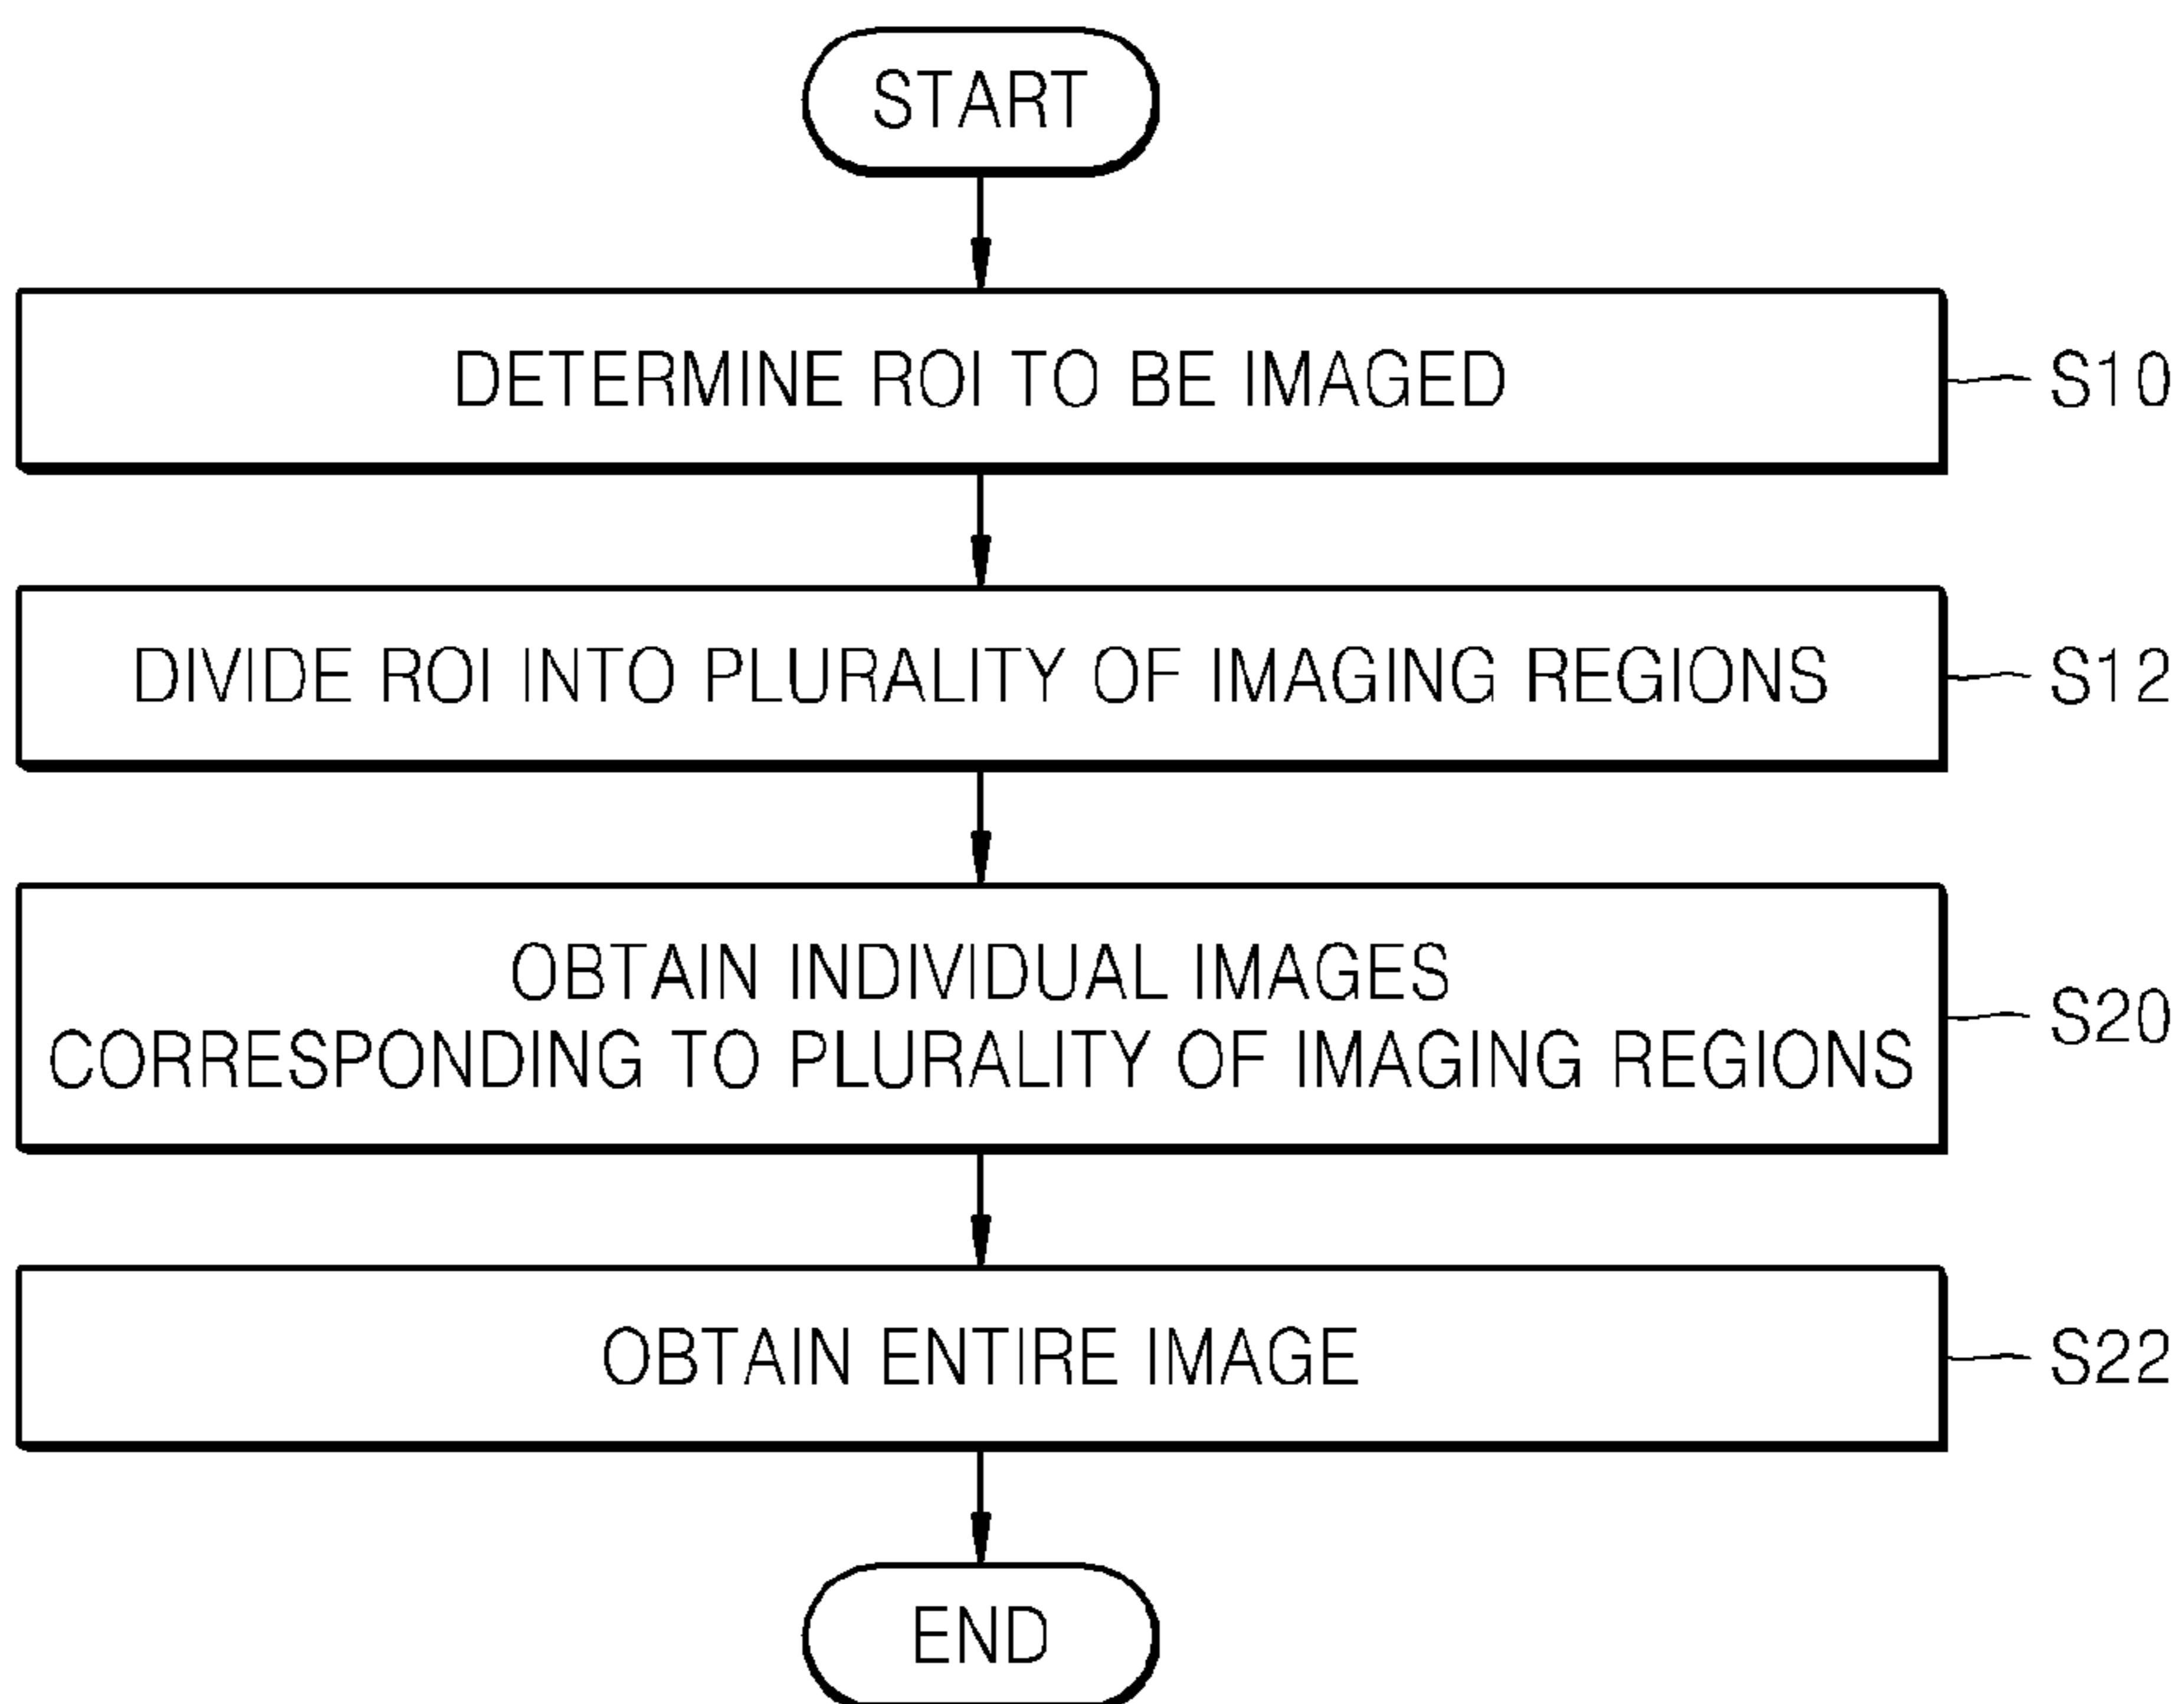 START
DETERMINE ROI TO BE IMAGED
S10
DIVIDE ROI INTO PLURALITY OF IMAGING REGIONS
S12
OBTAIN INDIVIDUAL IMAGES
CORRESPONDING TO PLURALITY OF IMAGING REGIONS
S20
OBTAIN ENTIRE IMAGE
S22
END